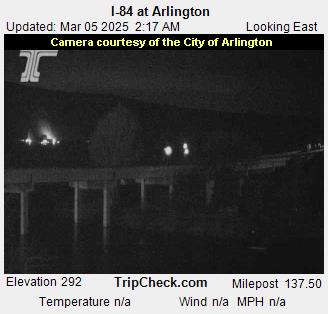 I-84 at Arlington
Updated: Mar 05 2025 2:17 AM Looking East
Camera courtesy of the City of Arlington
Elevation 292 TripCheck.com Milepost 137.50
Temperature n/a Wind n/a MPH n/a